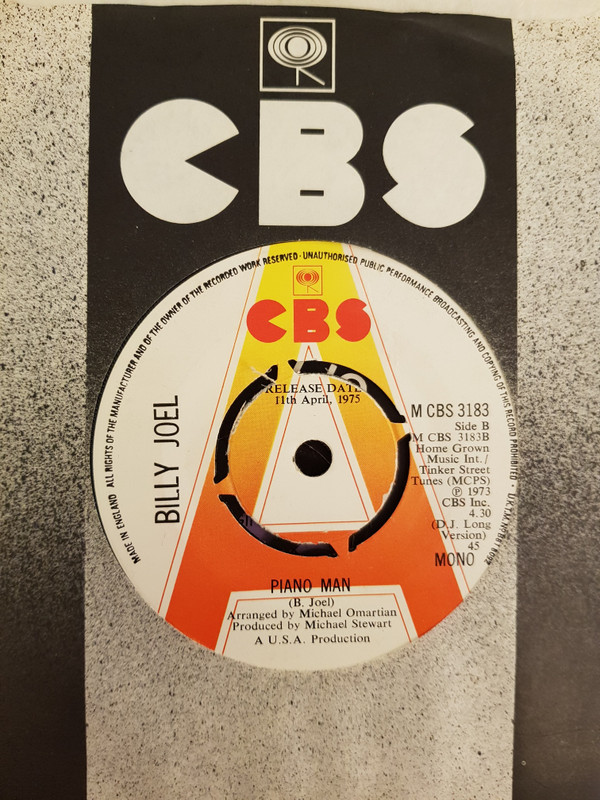 CBS
ALL RIGHTS OF THE MANUFACTURER AND OF THE OWNER OF THE RECORDED WORK RESERVED · UNAUTHORISED PUBLIC PERFORMANCE BROADCASTING AND COPYING OF THIS RECORD PROHIBITED ·
MADE IN ENGLAND
CBS
RELEASE DATE
11th April, 1975
BILLY JOEL
M CBS 3183
Side B
M CBS 3183B
Home Grown
Music Int./
Tinker Street
Tunes (MCPS)
Ⓟ 1973
CBS Inc.
4.30
(D.J. Long
Version)
45
MONO
PIANO MAN
(B. Joel)
Arranged by Michael Omartian
Produced by Michael Stewart
A U.S.A. Production